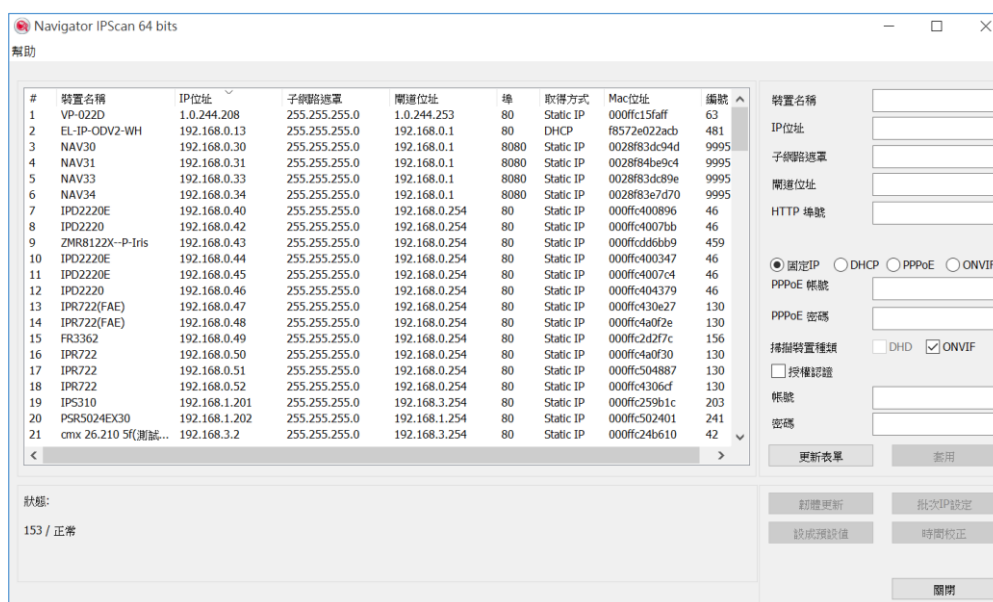 Navigator IPScan 64 bits
幫助
# 裝置名稱 IP位址 子網路遮罩 閘道位址 埠 取得方式 Mac位址 編號
1 VP-022D 1.0.244.208 255.255.255.0 1.0.244.253 80 Static IP 000ffc15faff 63
2 EL-IP-ODV2-WH 192.168.0.13 255.255.255.0 192.168.0.1 80 DHCP f8572e022acb 481
3 NAV30 192.168.0.30 255.255.255.0 192.168.0.1 8080 Static IP 0028f83dc94d 9995
4 NAV31 192.168.0.31 255.255.255.0 192.168.0.1 8080 Static IP 0028f84be9c4 9995
5 NAV33 192.168.0.33 255.255.255.0 192.168.0.1 8080 Static IP 0028f83dc89e 9995
6 NAV34 192.168.0.34 255.255.255.0 192.168.0.1 8080 Static IP 0028f83e7d70 9995
7 IPD2220E 192.168.0.40 255.255.255.0 192.168.0.254 80 Static IP 000ffc400896 46
8 IPD2220 192.168.0.42 255.255.255.0 192.168.0.254 80 Static IP 000ffc4007bb 46
9 ZMR8122X--P-Iris 192.168.0.43 255.255.255.0 192.168.0.254 80 Static IP 000ffcdd6bb9 459
10 IPD2220E 192.168.0.44 255.255.255.0 192.168.0.254 80 Static IP 000ffc400347 46
11 IPD2220E 192.168.0.45 255.255.255.0 192.168.0.254 80 Static IP 000ffc4007c4 46
12 IPD2220 192.168.0.46 255.255.255.0 192.168.0.254 80 Static IP 000ffc404379 46
13 IPR722(FAE) 192.168.0.47 255.255.255.0 192.168.0.254 80 Static IP 000ffc430e27 130
14 IPR722(FAE) 192.168.0.48 255.255.255.0 192.168.0.254 80 Static IP 000ffc4a0f2e 130
15 FR3362 192.168.0.49 255.255.255.0 192.168.0.254 80 Static IP 000ffc2d2f7c 156
16 IPR722 192.168.0.50 255.255.255.0 192.168.0.254 80 Static IP 000ffc4a0f30 130
17 IPR722 192.168.0.51 255.255.255.0 192.168.0.254 80 Static IP 000ffc504887 130
18 IPR722 192.168.0.52 255.255.255.0 192.168.0.254 80 Static IP 000ffc4306cf 130
19 IPS310 192.168.1.201 255.255.255.0 192.168.3.254 80 Static IP 000ffc259b1c 203
20 PSR5024EX30 192.168.1.202 255.255.255.0 192.168.1.254 80 Static IP 000ffc502401 241
21 cmx 26.210 5f(測試... 192.168.3.2 255.255.255.0 192.168.3.254 80 Static IP 000ffc24b610 42
狀態:
153 / 正常
裝置名稱
IP位址
子網路遮罩
閘道位址
HTTP 埠號
固定IP DHCP PPPoE ONVIF
PPPoE 帳號
PPPoE 密碼
掃描裝置種類 DHD ONVIF
授權認證
帳號
密碼
更新表單 套用
韌體更新 批次IP設定
設成預設值 時間校正
關閉